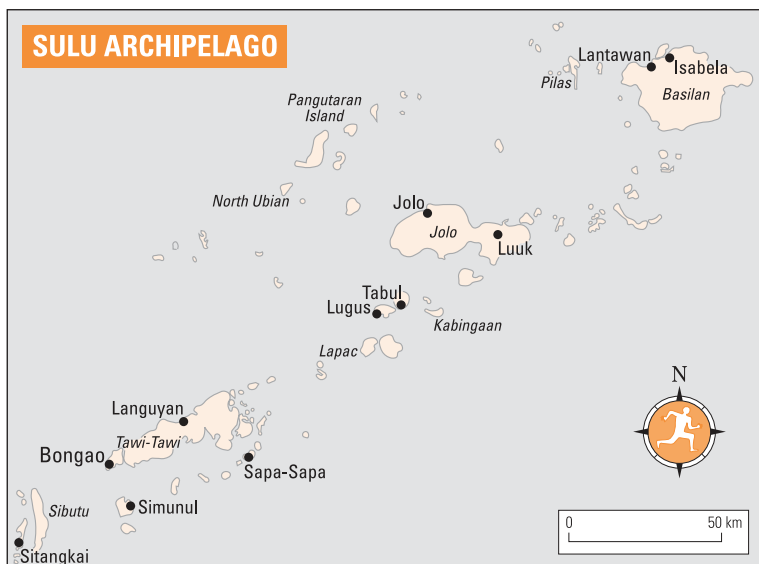 SULU ARCHIPELAGO
Lantawan
Isabela
Pilas
Basilan
Pangutaran
Island
North Ubian
Jolo
Jolo
Luuk
Tabul
Lugus
Kabingaan
Lapac
Languyan
Tawi-Tawi
Bongao
Sapa-Sapa
Sibutu
Simunul
Sitangkai
N
0
50 km